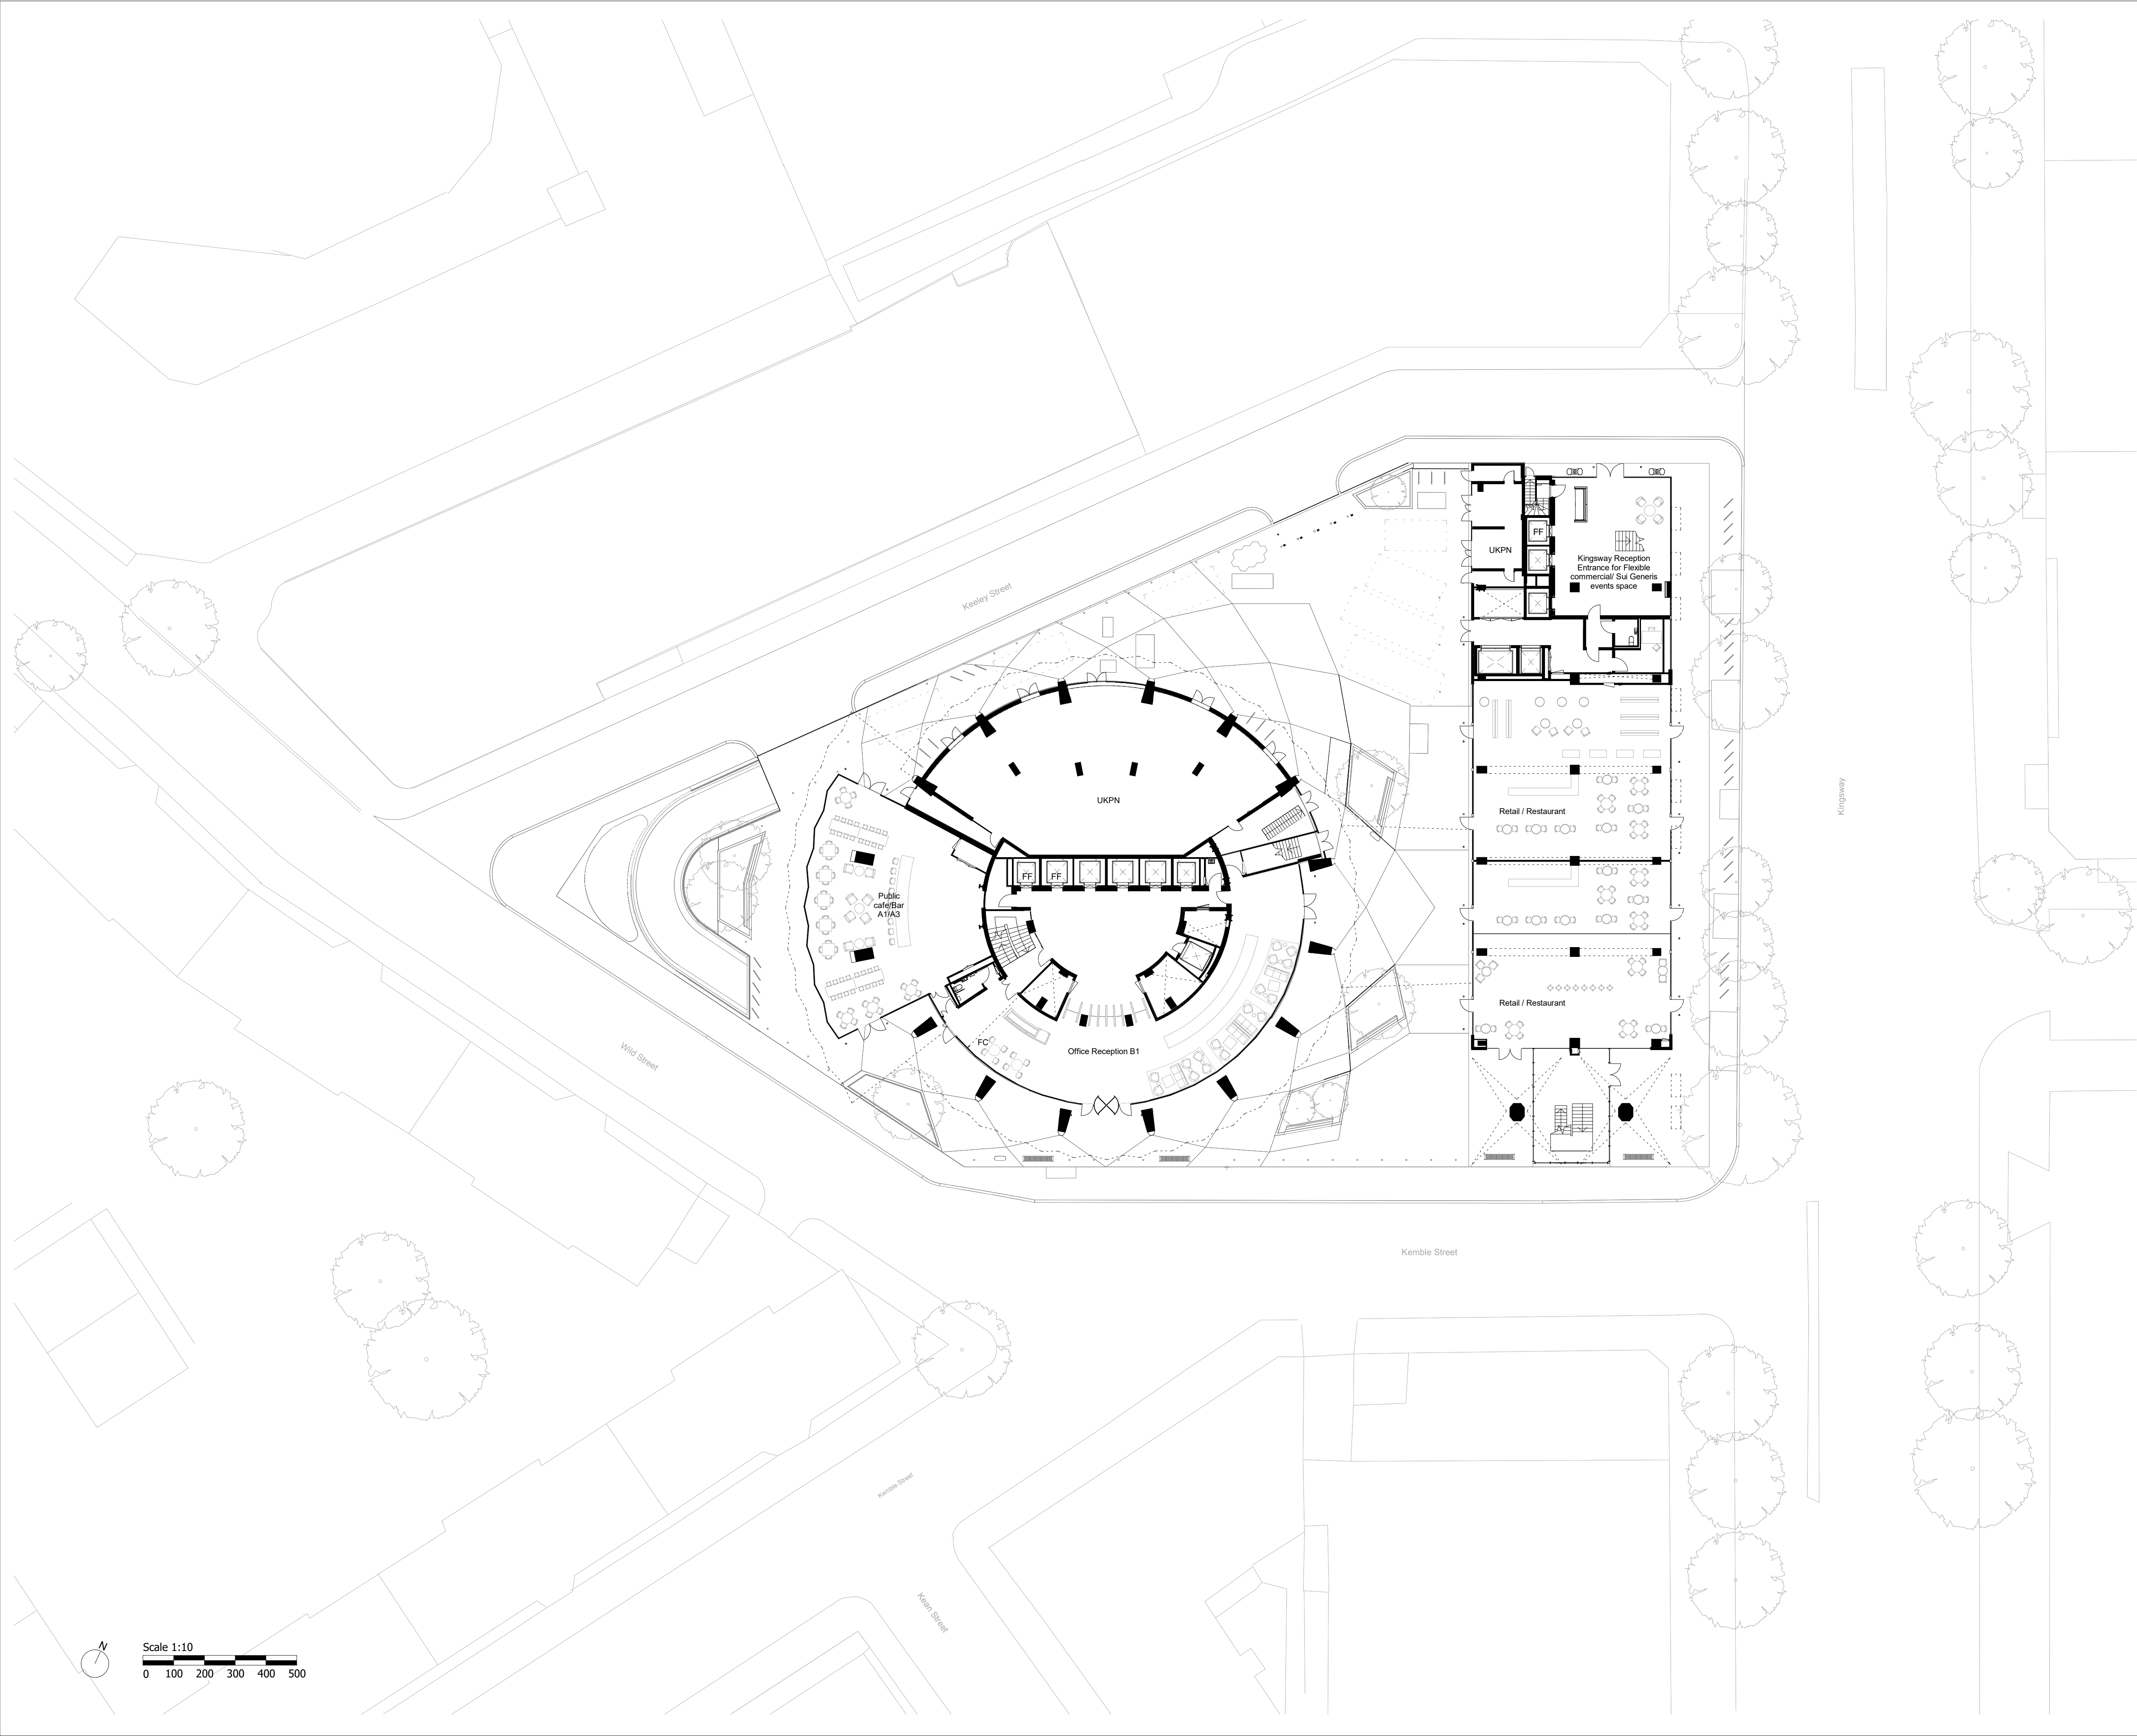 FF
UKPN
Kingsway Reception
Entrance for Flexible
commercial/ Sui Generis
events space
Keeley Street
Kingsway
UKPN
Retail / Restaurant
FF
FF
Public
cafe/Bar
A1/A3
Retail / Restaurant
FC
Office Reception B1
Wild Street
Kemble Street
Kemble Street
Kean Street
N
Scale 1:10
0 100 200 300 400 500